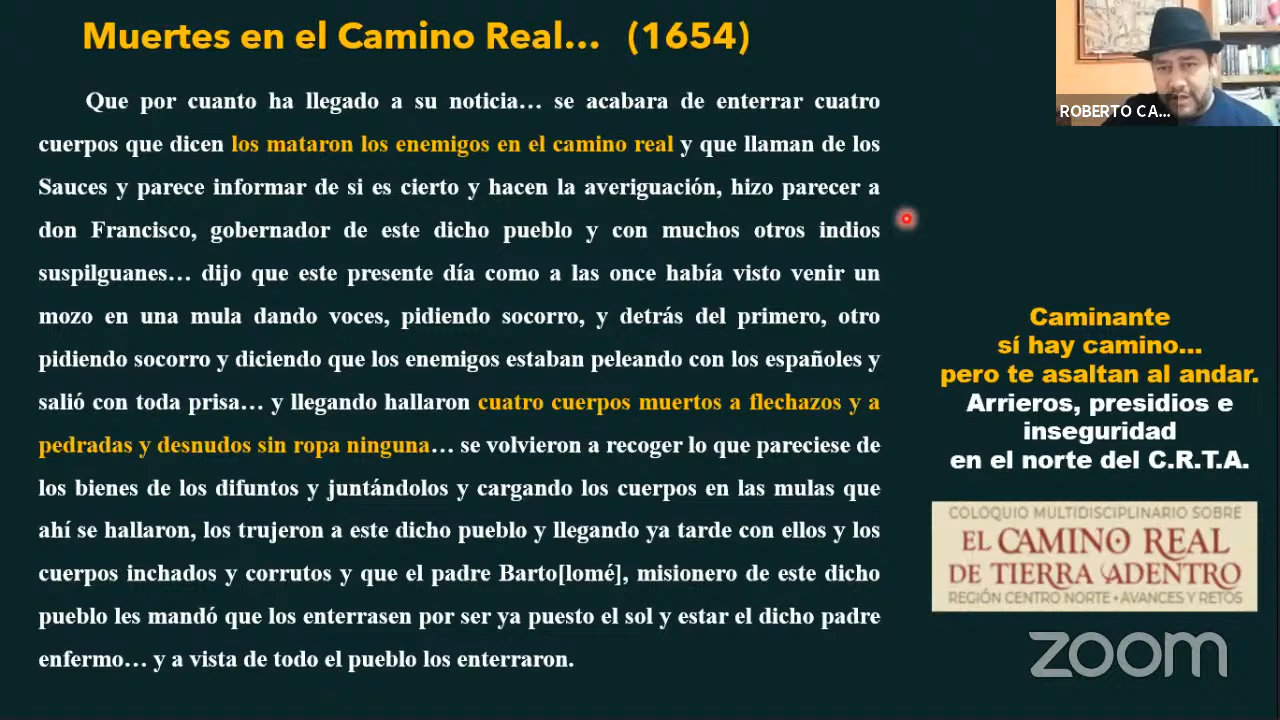 Muertes en el Camino Real... (1654)
Que por cuanto ha llegado a su noticia... se acabara de enterrar cuatro
cuerpos que dicen los mataron los enemigos en el camino real y que llaman de los
Sauces y parece informar de si es cierto y hacen la averiguación, hizo parecer a
don Francisco, gobernador de este dicho pueblo y con muchos otros indios
suspilguanes... dijo que este presente día como a las once había visto venir un
mozo en una mula dando voces, pidiendo socorro, y detrás del primero, otro
pidiendo socorro y diciendo que los enemigos estaban peleando con los españoles y
salió con toda prisa... y llegando hallaron cuatro cuerpos muertos a flechazos y a
pedradas y desnudos sin ropa ninguna... se volvieron a recoger lo que pareciese de
los bienes de los difuntos y juntándolos y cargando los cuerpos en las mulas que
ahí se hallaron, los trujeron a este dicho pueblo y llegando ya tarde con ellos y los
cuerpos inchados y corrutos y que el padre Barto[lomé], misionero de este dicho
pueblo les mandó que los enterrasen por ser ya puesto el sol y estar el dicho padre
enfermo... y a vista de todo el pueblo los enterraron.
ROBERTO CA...
Caminante
sí hay camino...
pero te asaltan al andar.
Arrieros, presidios e
inseguridad
en el norte del C.R.T.A.
COLOQUIO MULTIDISCIPLINARIO SOBRE
EL CAMINO REAL
DE TIERRA ADENTRO
REGIÓN CENTRO NORTE • AVANCES Y RETOS
zoom